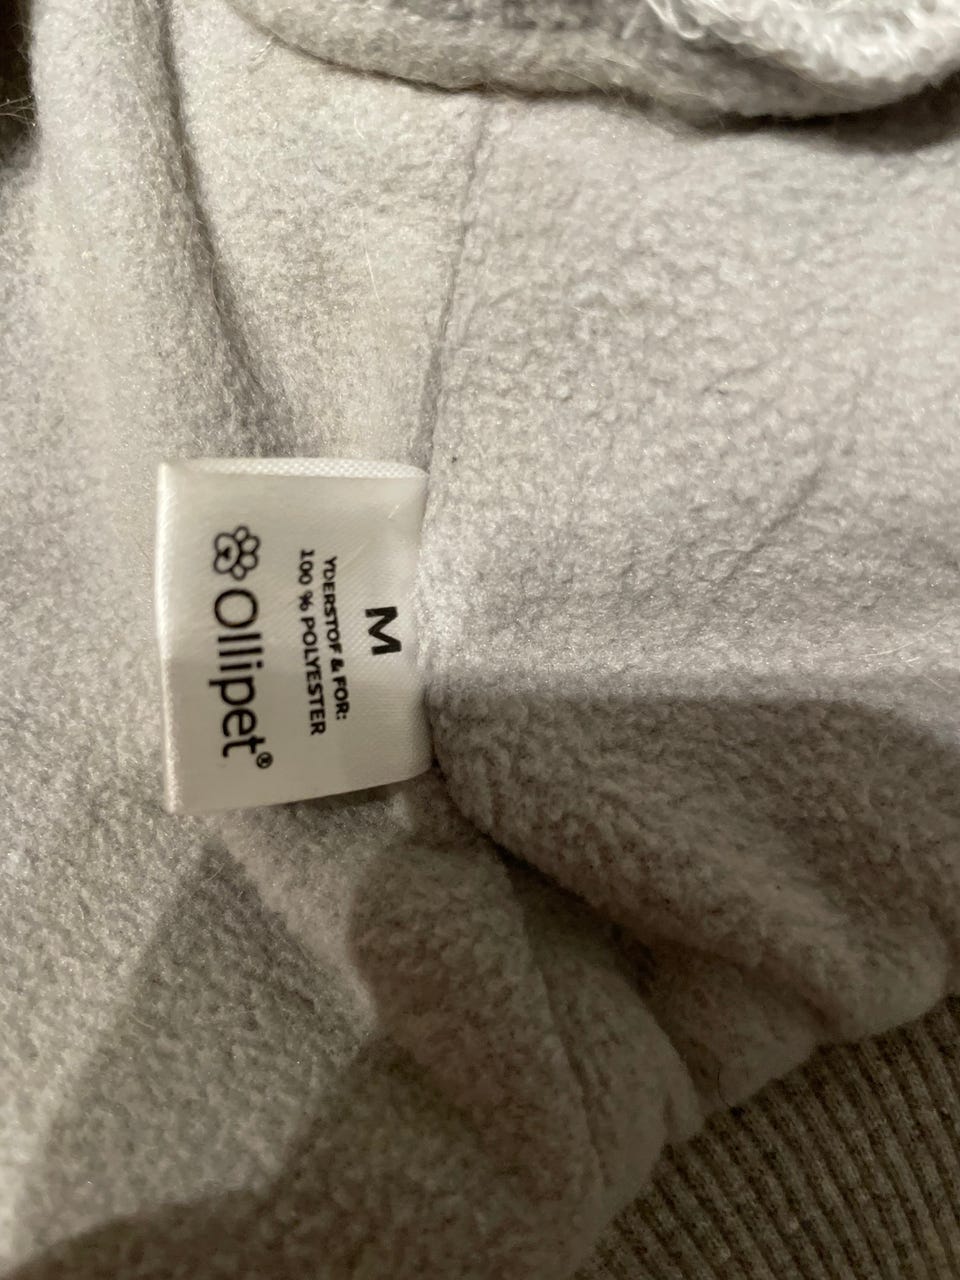 M
YDERSTOF & FOR:
100 % POLYESTER
Ollipet®